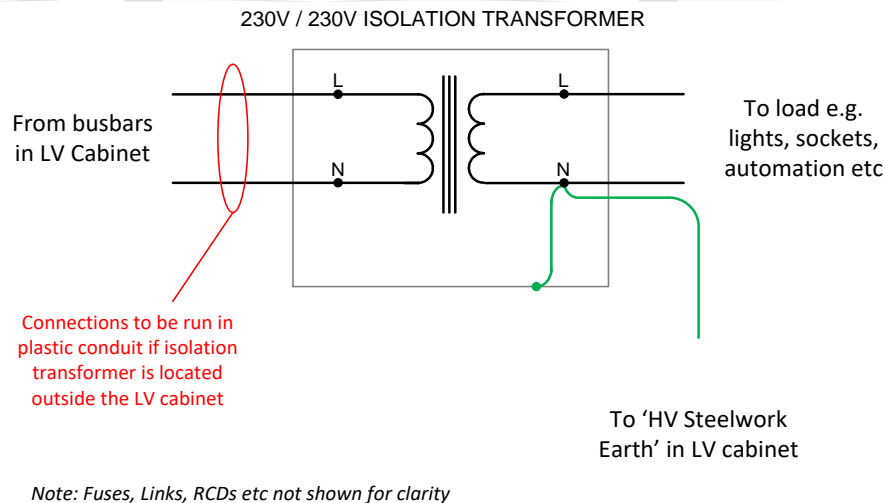 230V / 230V ISOLATION TRANSFORMER
L
L
From busbars
in LV Cabinet
To load e.g.
lights, sockets,
automation etc
N
N
Connections to be run in
plastic conduit if isolation
transformer is located
outside the LV cabinet
To ‘HV Steelwork
Earth’ in LV cabinet
Note: Fuses, Links, RCDs etc not shown for clarity